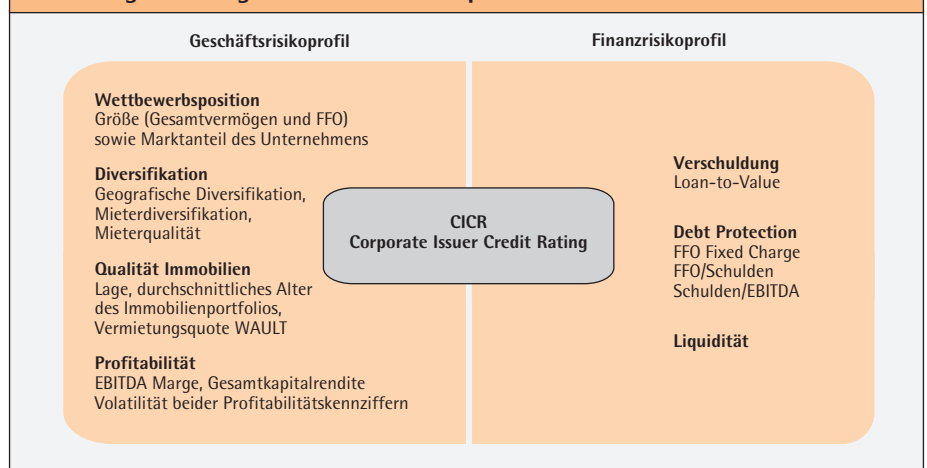 Geschäftsrisikoprofil
Finanzrisikoprofil
Wettbewerbsposition
Größe (Gesamtvermögen und FFO)
sowie Marktanteil des Unternehmens
Diversifikation
Geografische Diversifikation,
Mieterdiversifikation,
Mieterqualität
Qualität Immobilien
Lage, durchschnittliches Alter
des Immobilienportfolios,
Vermietungsquote WAULT
Profitabilität
EBITDA Marge, Gesamtkapitalrendite
Volatilität beider Profitabilitätskennziffern
CICR
Corporate Issuer Credit Rating
Verschuldung
Loan-to-Value
Debt Protection
FFO Fixed Charge
FFO/Schulden
Schulden/EBITDA
Liquidität